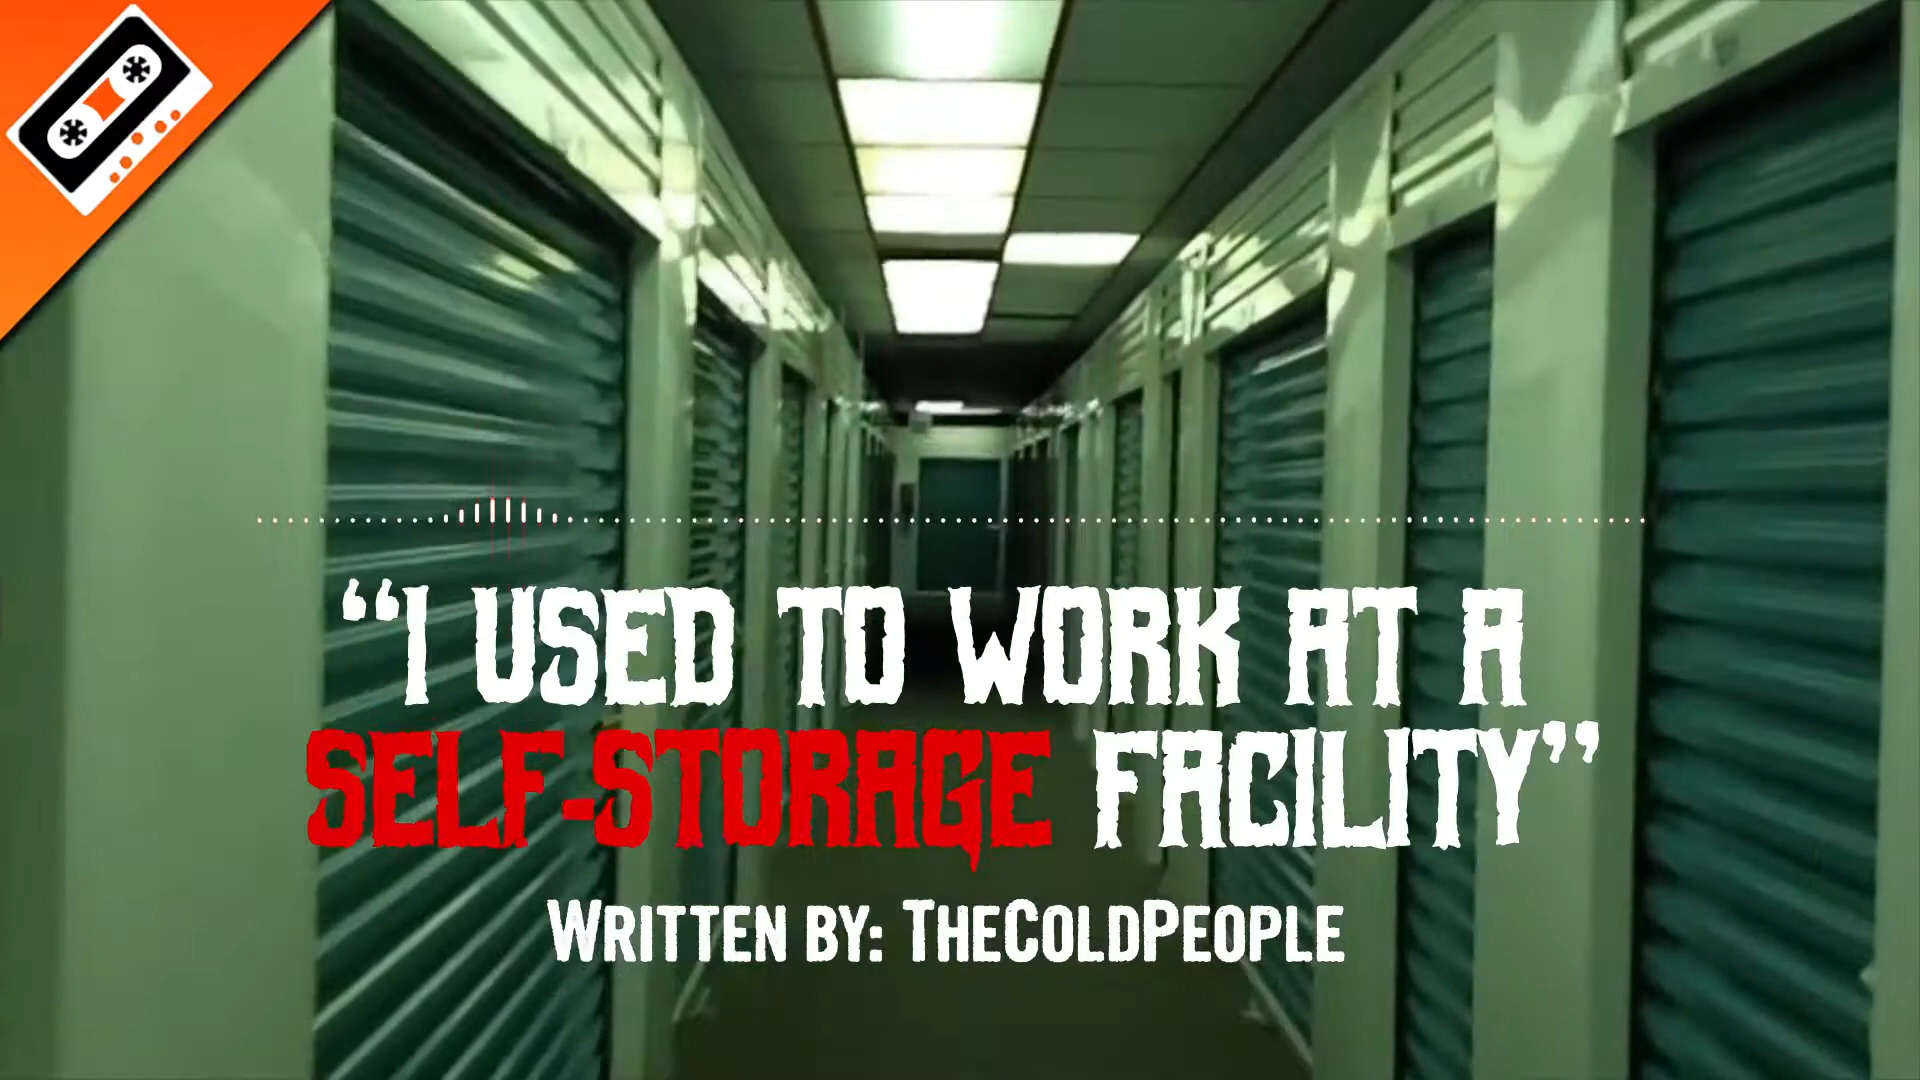 “I USED TO WORK AT A
SELF-STORAGE FACILITY”
WRITTEN BY: THECOLDPEOPLE